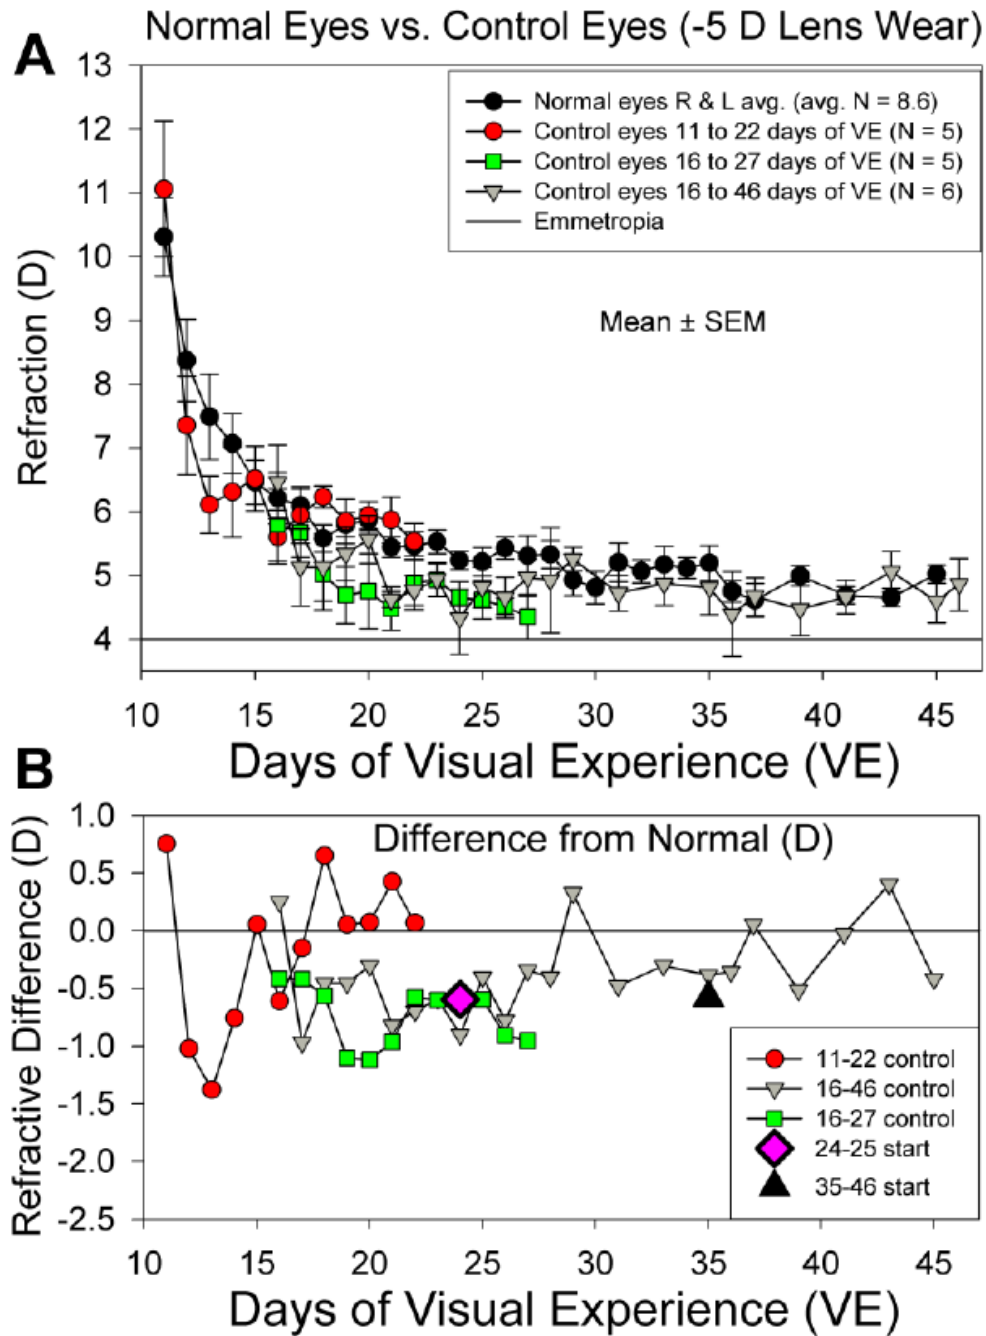 Normal Eyes vs. Control Eyes (-5 D Lens Wear)
A
13
12
11
10
9
8
7
6
5
4
Refraction (D)
Normal eyes R & L avg. (avg. N = 8.6)
Control eyes 11 to 22 days of VE (N = 5)
Control eyes 16 to 27 days of VE (N = 5)
Control eyes 16 to 46 days of VE (N = 6)
Emmetropia
Mean ± SEM
10 15 20 25 30 35 40 45
Days of Visual Experience (VE)
B
Difference from Normal (D)
1.0
0.5
0.0
-0.5
-1.0
-1.5
-2.0
-2.5
Refractive Difference (D)
11-22 control
16-46 control
16-27 control
24-25 start
35-46 start
10 15 20 25 30 35 40 45
Days of Visual Experience (VE)